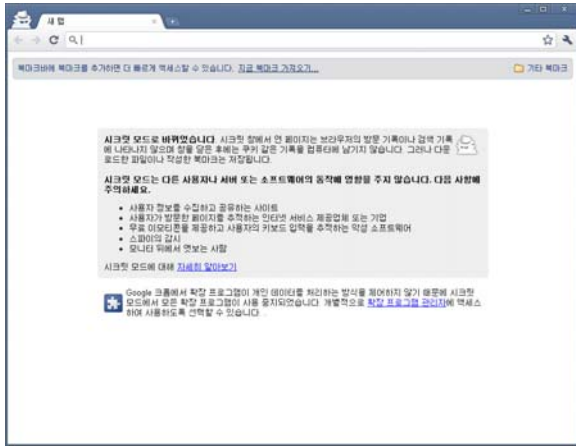 새 탭
북마크바에 북마크를 추가하면 더 빠르게 액세스할 수 있습니다. 지금 북마크 가져오기...
기타 북마크
시크릿 모드로 바뀌었습니다. 시크릿 창에서 연 페이지는 브라우저의 방문 기록이나 검색 기록
에 나타나지 않으며 창을 닫은 후에는 쿠키 같은 기록을 컴퓨터에 남기지 않습니다. 그러나 다운
로드한 파일이나 작성한 북마크는 저장됩니다.
시크릿 모드는 다른 사용자나 서버 또는 소프트웨어의 동작에 영향을 주지 않습니다. 다음 사항에
주의하세요.
사용자 정보를 수집하고 공유하는 사이트
사용자가 방문한 페이지를 추적하는 인터넷 서비스 제공업체 또는 기업
무료 이모티콘을 제공하고 사용자의 키보드 입력을 추적하는 악성 소프트웨어
스파이의 감시
모니터 뒤에서 엿보는 사람
시크릿 모드에 대해 자세히 알아보기
Google 크롬에서 확장 프로그램이 개인 데이터를 처리하는 방식을 제어하지 않기 때문에 시크릿
모드에서 모든 확장 프로그램이 사용 중지되었습니다. 개별적으로 확장 프로그램 관리자에 액세스
하여 사용하도록 선택할 수 있습니다.